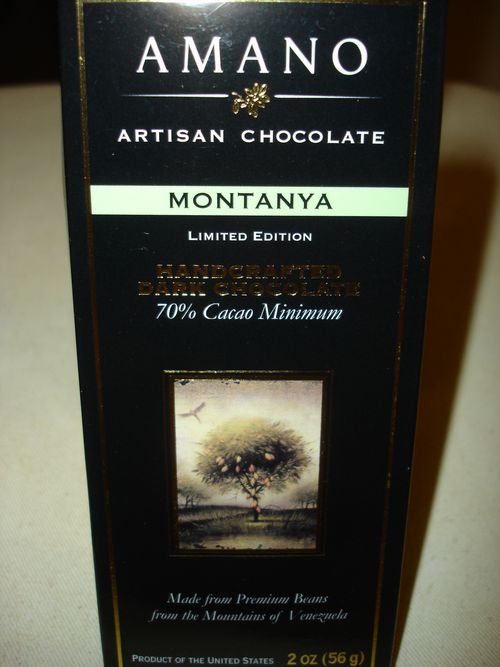 AMANO
ARTISAN CHOCOLATE
MONTANYA
LIMITED EDITION
HANDCRAFTED
DARK CHOCOLATE
70% Cacao Minimum
Made from Premium Beans
from the Mountains of Venezuela
PRODUCT OF THE UNITED STATES 2 OZ (56 g)